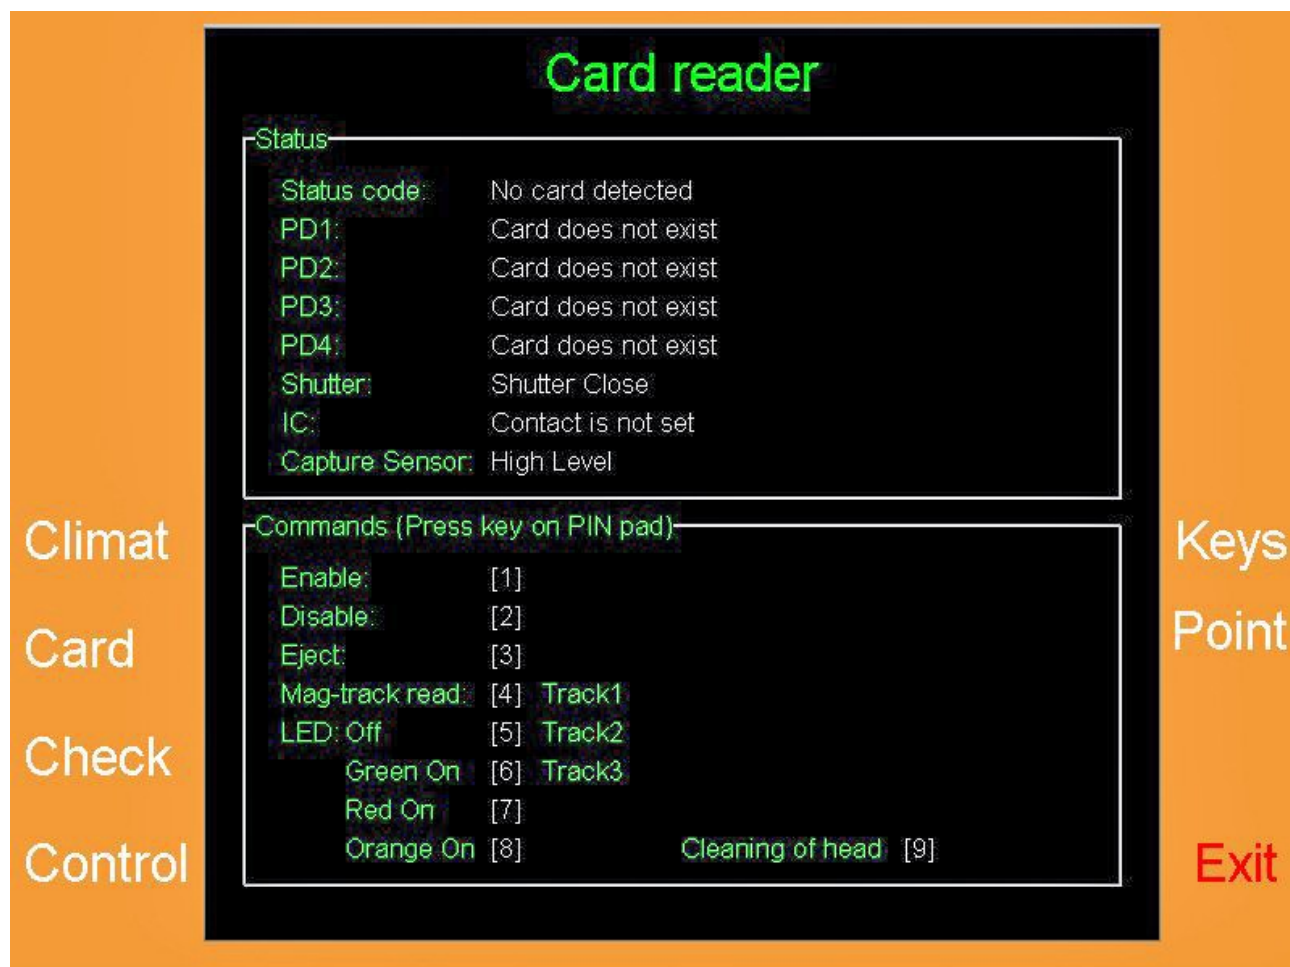 Card reader
Status
Status code: No card detected
PD1: Card does not exist
PD2: Card does not exist
PD3: Card does not exist
PD4: Card does not exist
Shutter: Shutter Close
IC: Contact is not set
Capture Sensor: High Level
Commands (Press key on PIN pad)
Enable: [1]
Disable: [2]
Eject: [3]
Mag-track read: [4] Track1
LED: Off [5] Track2
Green On [6] Track3
Red On [7]
Orange On [8] Cleaning of head [9]
Climat
Card
Check
Control
Keys
Point
Exit